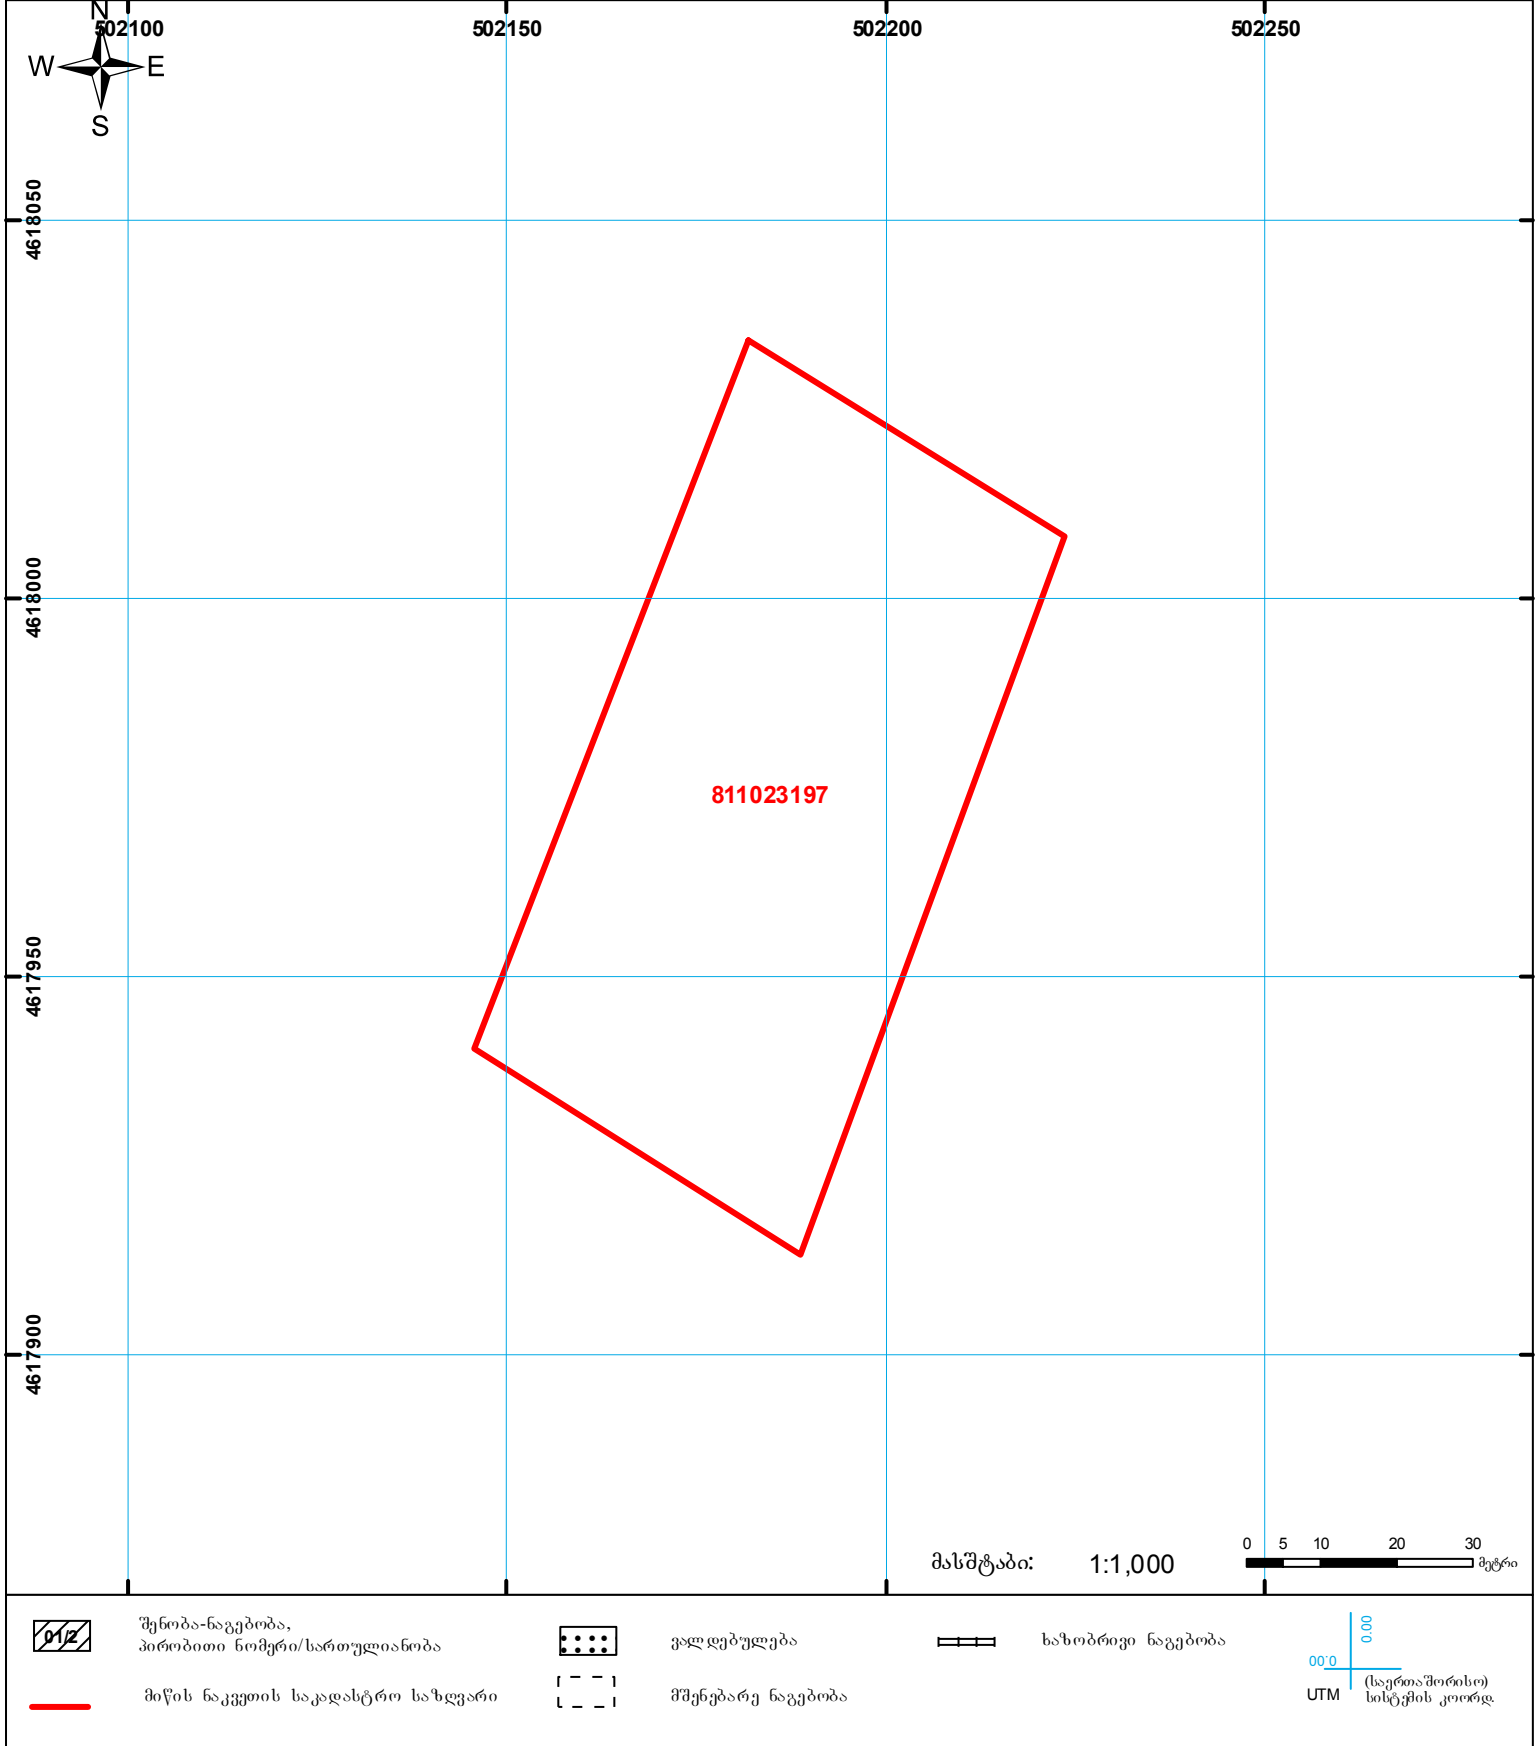 N
502100
502150
502200
502250
W
E
S
4618050
4618000
4617950
4617900
811023197
მასშტაბი:
1:1,000
0 5 10 20 30
მეტრი
01/2
შენობა-ნაგებობა,
პირობითი ნომერი/სართულიანობა
ვალდებულება
ხაზობრივი ნაგებობა
მიწის ნაკვეთის საკადასტრო საზღვარი
მშენებარე ნაგებობა
0.00
0.00
UTM
(საერთაშორისო)
სისტემის კოორდ.